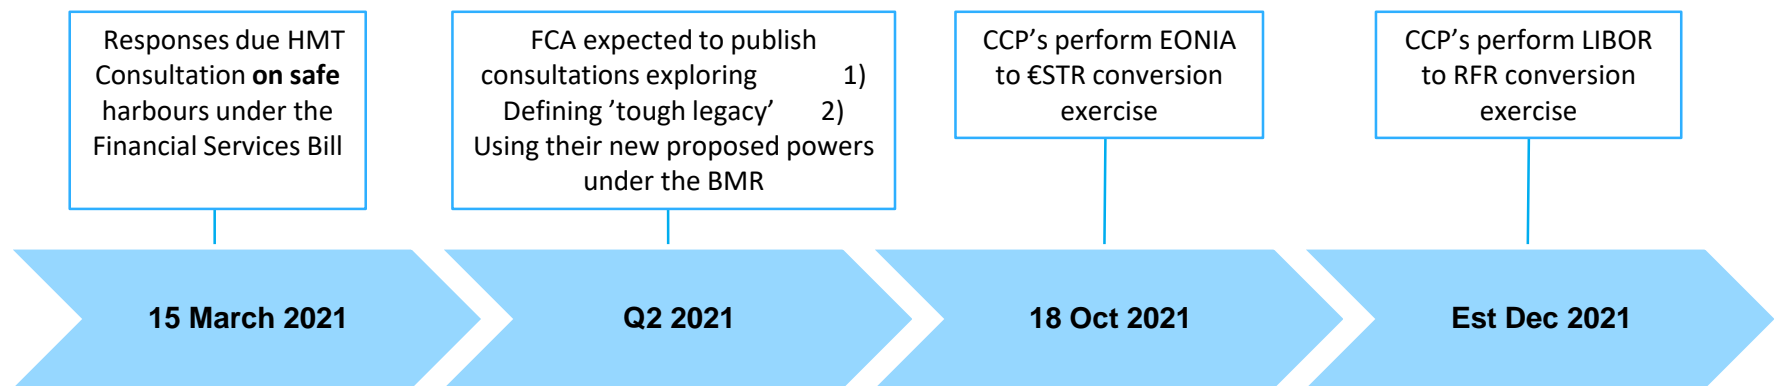 Responses due HMT
Consultation on safe
harbours under the
Financial Services Bill
FCA expected to publish
consultations exploring 1)
Defining ’tough legacy’ 2)
Using their new proposed powers
under the BMR
CCP’s perform EONIA
to €STR conversion
exercise
CCP’s perform LIBOR
to RFR conversion
exercise
15 March 2021
Q2 2021
18 Oct 2021
Est Dec 2021